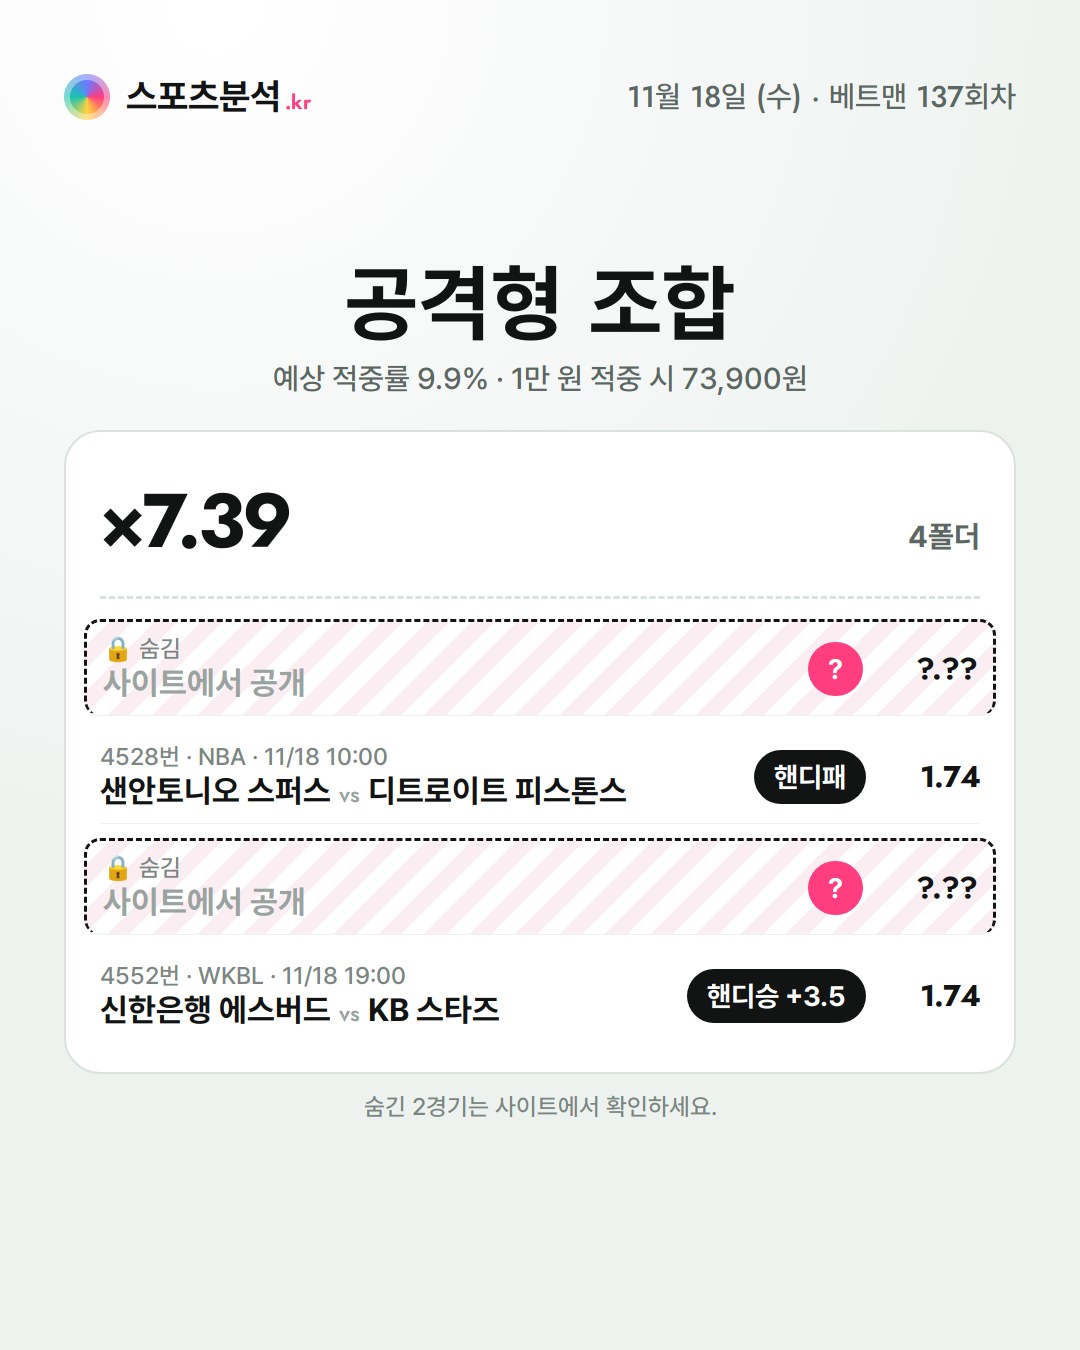 스포츠분석.kr
11월 18일 (수) · 베트맨 137회차
공격형 조합
예상 적중률 9.9% · 1만 원 적중 시 73,900원
×7.39
4폴더
🔒 숨김
사이트에서 공개
?
?.??
4528번 · NBA · 11/18 10:00
샌안토니오 스퍼스 vs 디트로이트 피스톤스
핸디패
1.74
🔒 숨김
사이트에서 공개
?
?.??
4552번 · WKBL · 11/18 19:00
신한은행 에스버드 vs KB 스타즈
핸디승 +3.5
1.74
숨긴 2경기는 사이트에서 확인하세요.